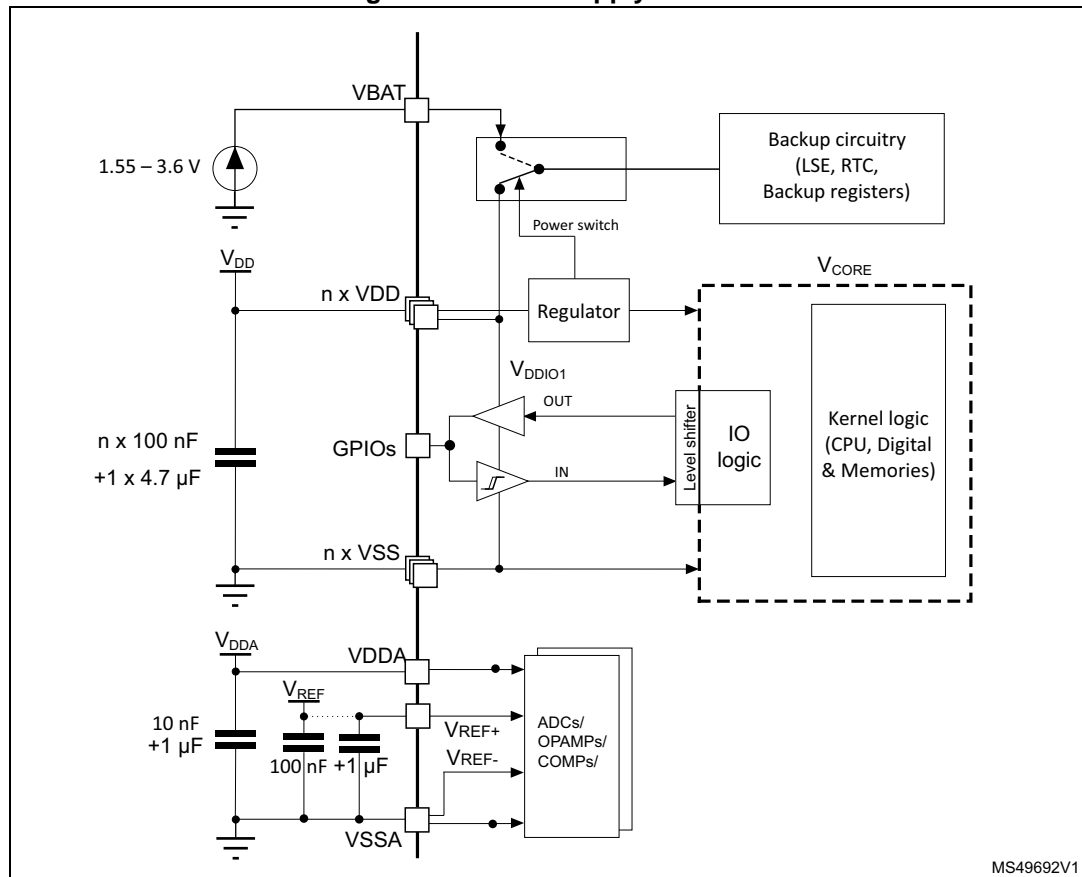 VBAT
1.55 – 3.6 V
Backup circuitry
(LSE, RTC,
Backup registers)
Power switch
VDD
n x VDD
Regulator
VCORE
VDDIO1
OUT
n x 100 nF
+1 x 4.7 µF
GPIOs
IN
Level shifter
IO
logic
Kernel logic
(CPU, Digital
& Memories)
n x VSS
VDDA
VDDA
10 nF
+1 µF
VREF
100 nF
+1 µF
VREF+
VREF-
ADCs/
OPAMPs/
COMPs/
VSSA
MS49692V1